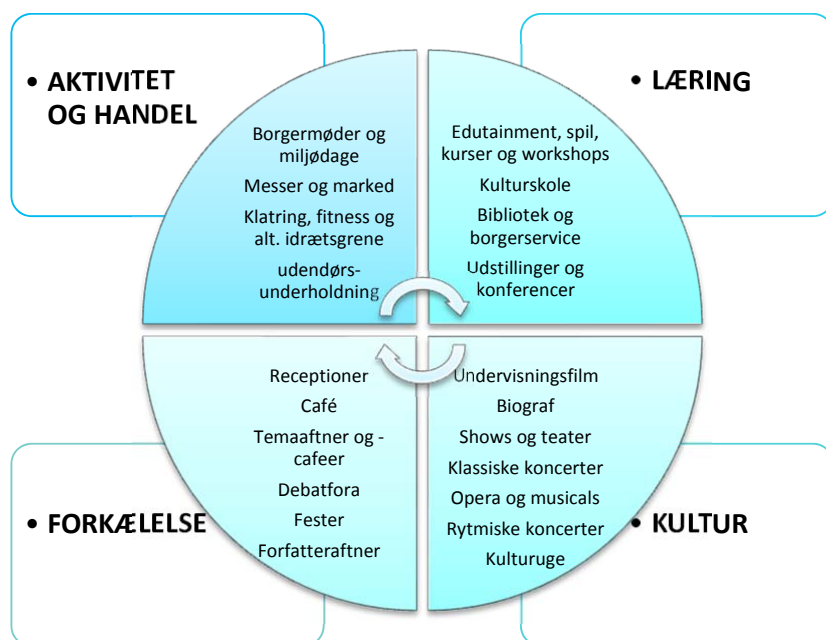 • AKTIVITET
OG HANDEL
Borgermøder og
miljødage
Messer og marked
Klatring, fitness og
alt. idrætsgrene
udendørs-
underholdning
• LÆRING
Edutainment, spil,
kurser og workshops
Kulturskole
Bibliotek og
borgerservice
Udstillinger og
konferencer
• FORKÆLELSE
Receptioner
Café
Temaaftner og -
cafeer
Debatfora
Fester
Forfatteraftner
• KULTUR
Undervisningsfilm
Biograf
Shows og teater
Klassiske koncerter
Opera og musicals
Rytmiske koncerter
Kulturuge